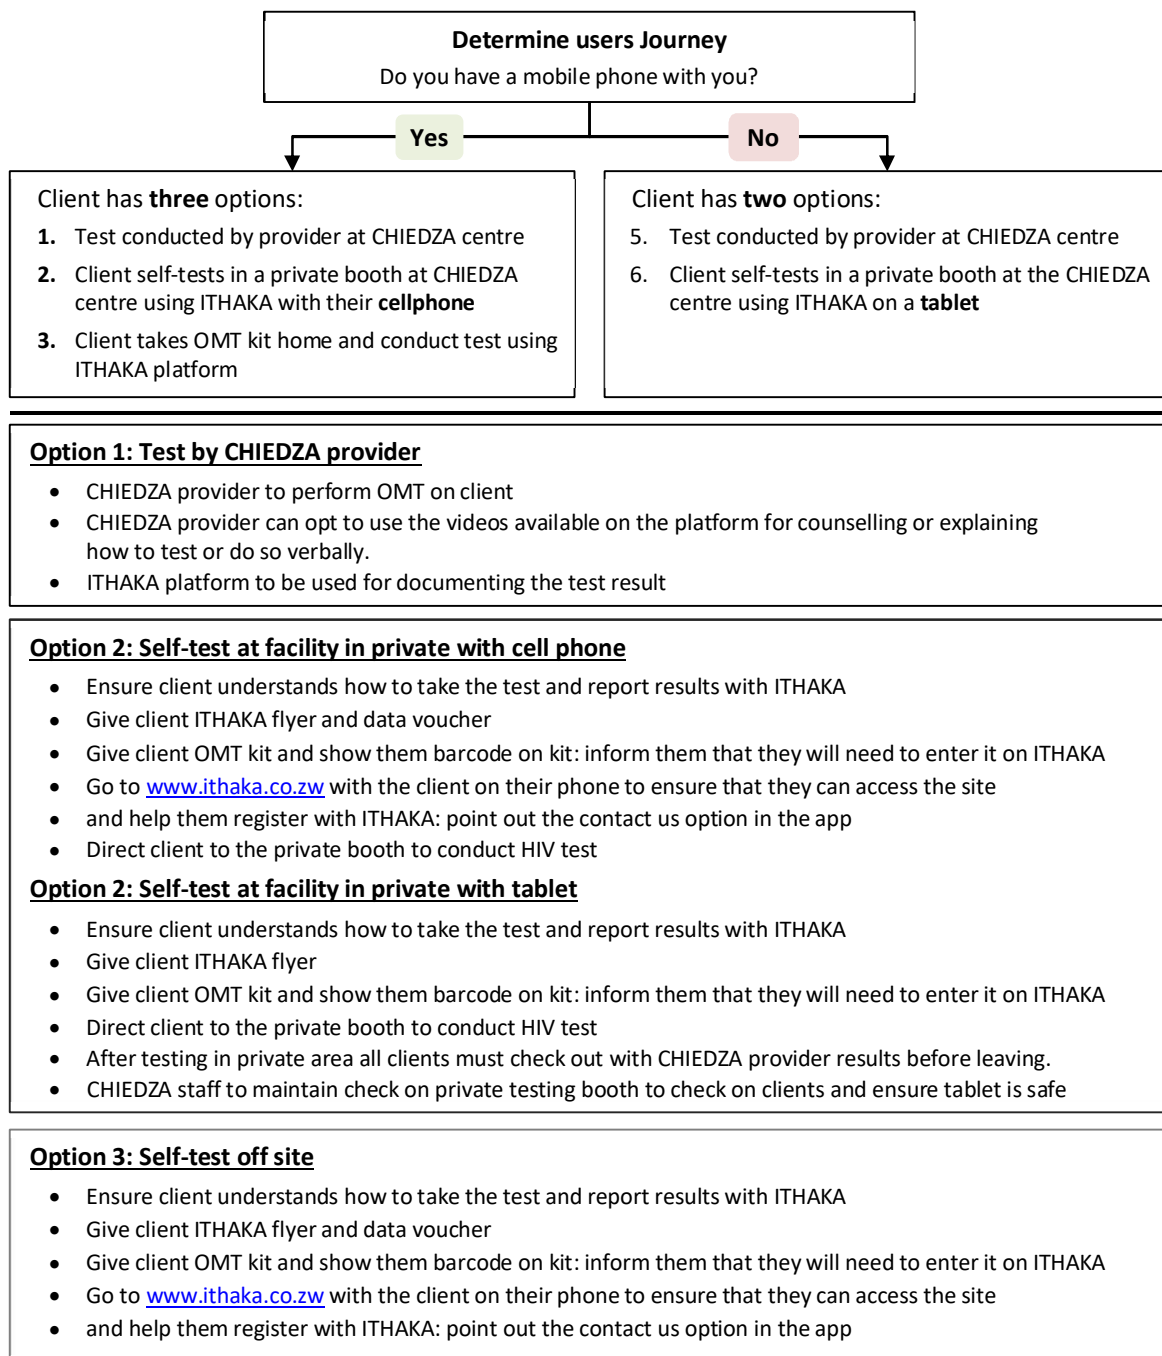 Determine users Journey
Do you have a mobile phone with you?
Yes
No
Client has three options:
1. Test conducted by provider at CHIEDZA centre
2. Client self-tests in a private booth at CHIEDZA
centre using ITHAKA with their cellphone
3. Client takes OMT kit home and conduct test using
ITHAKA platform
Client has two options:
5. Test conducted by provider at CHIEDZA centre
6. Client self-tests in a private booth at the CHIEDZA
centre using ITHAKA on a tablet
Option 1: Test by CHIEDZA provider
• CHIEDZA provider to perform OMT on client
• CHIEDZA provider can opt to use the videos available on the platform for counselling or explaining
how to test or do so verbally.
• ITHAKA platform to be used for documenting the test result
Option 2: Self-test at facility in private with cell phone
• Ensure client understands how to take the test and report results with ITHAKA
• Give client ITHAKA flyer and data voucher
• Give client OMT kit and show them barcode on kit: inform them that they will need to enter it on ITHAKA
• Go to www.ithaka.co.zw with the client on their phone to ensure that they can access the site
• and help them register with ITHAKA: point out the contact us option in the app
• Direct client to the private booth to conduct HIV test
Option 2: Self-test at facility in private with tablet
• Ensure client understands how to take the test and report results with ITHAKA
• Give client ITHAKA flyer
• Give client OMT kit and show them barcode on kit: inform them that they will need to enter it on ITHAKA
• Direct client to the private booth to conduct HIV test
• After testing in private area all clients must check out with CHIEDZA provider results before leaving.
• CHIEDZA staff to maintain check on private testing booth to check on clients and ensure tablet is safe
Option 3: Self-test off site
• Ensure client understands how to take the test and report results with ITHAKA
• Give client ITHAKA flyer and data voucher
• Give client OMT kit and show them barcode on kit: inform them that they will need to enter it on ITHAKA
• Go to www.ithaka.co.zw with the client on their phone to ensure that they can access the site
• and help them register with ITHAKA: point out the contact us option in the app